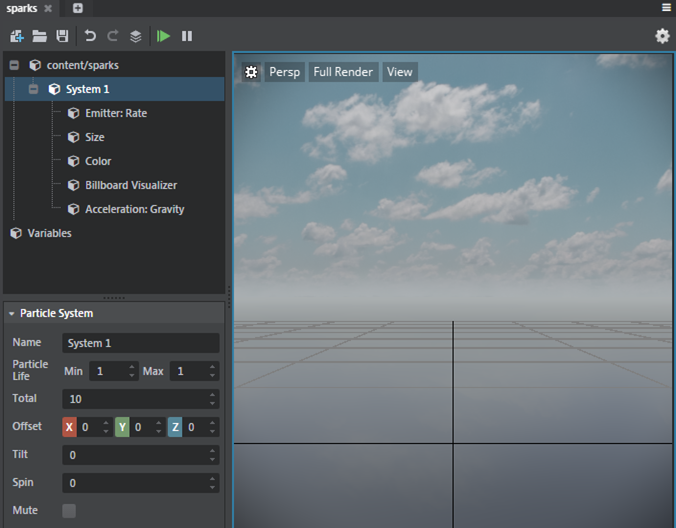 sparks
content/sparks
System 1
Emitter: Rate
Size
Color
Billboard Visualizer
Acceleration: Gravity
Variables
Persp Full Render View
Particle System
Name System 1
Particle Life Min 1 Max 1
Total 10
Offset X 0 Y 0 Z 0
Tilt 0
Spin 0
Mute